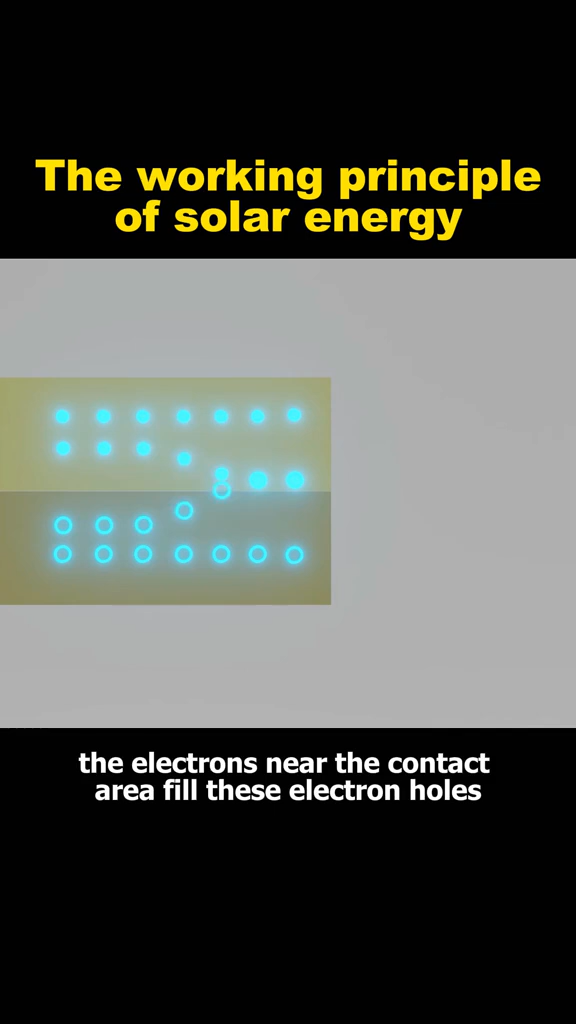 The working principle
of solar energy
the electrons near the contact
area fill these electron holes